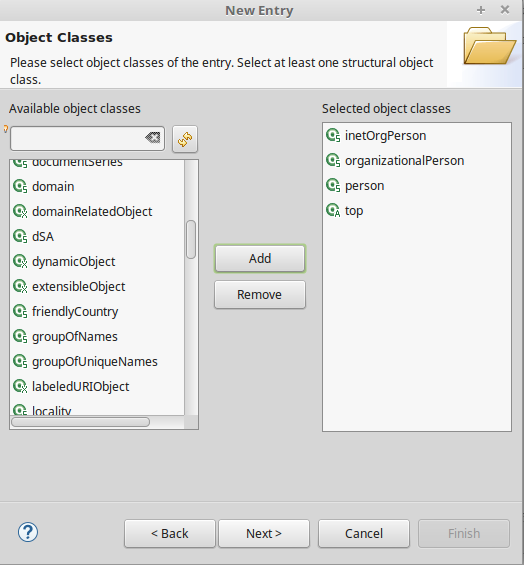 New Entry
Object Classes
Please select object classes of the entry. Select at least one structural object
class.
Available object classes
Selected object classes
documentSeries
domain
domainRelatedObject
dSA
dynamicObject
extensibleObject
friendlyCountry
groupOfNames
groupOfUniqueNames
labeledURIObject
locality
Add
Remove
inetOrgPerson
organizationalPerson
person
top
< Back
Next >
Cancel
Finish